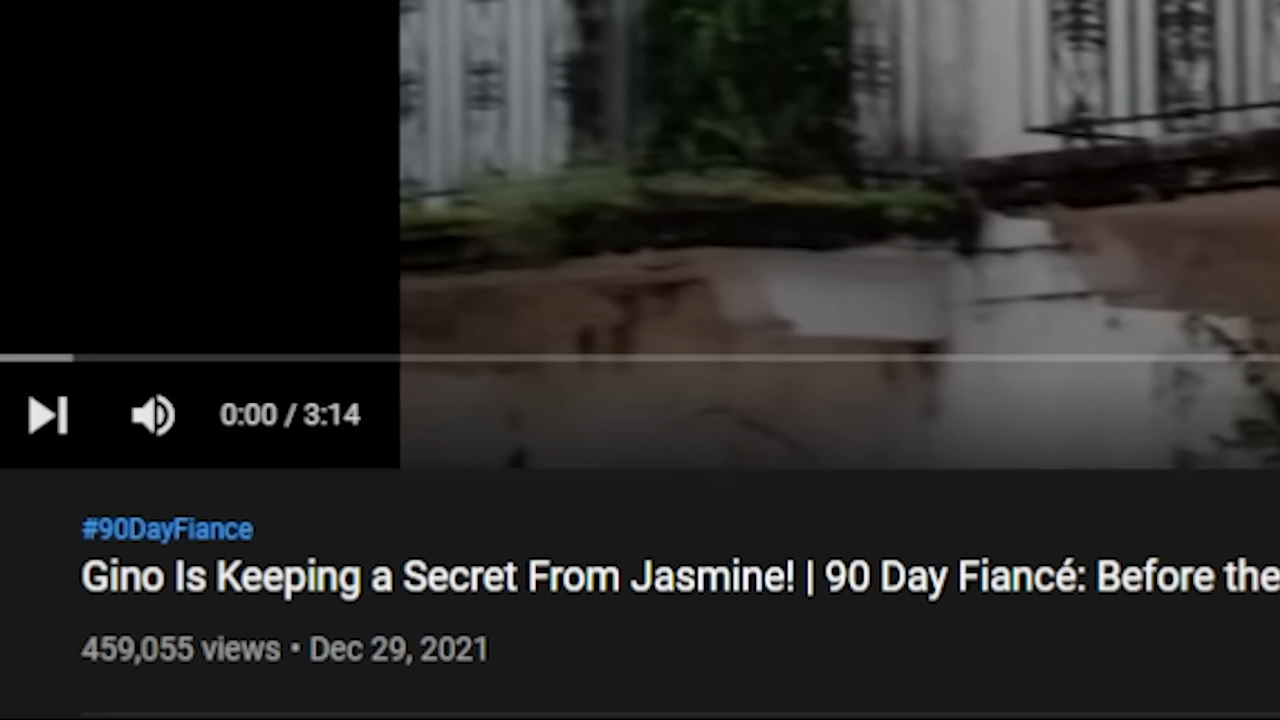 0:00 / 3:14
#90DayFiance
Gino Is Keeping a Secret From Jasmine! | 90 Day Fiancé: Before the
459,055 views • Dec 29, 2021